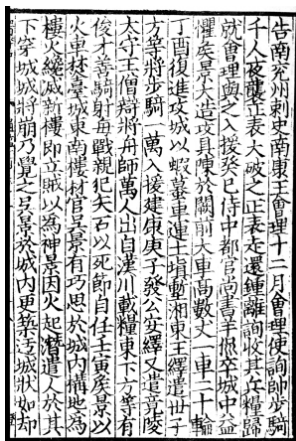 告南兗州刺史南康王會理十二月會理使詢帥步騎
千人夜襲正表大破之正表走還鍾離詢收其兵糧歸
就會理與之入援癸巳侍中都官尚書羊侃卒城中益
懼侯景大造攻具陳於闕前大車高數丈一車二十輪
丁酉復進攻城以蝦蟇車運土填塹湘東王繹遣世子
方等將步騎一萬入援建康庚子發公安繹又遣竟陵
太守王僧辯將舟師萬人出自漢川載糧東下方等有
俊才善騎射每戰親犯矢石以死節自任壬寅侯景以
火車焚臺城東南樓材官吳景有巧思於城內構地為
樓火纔滅新樓即立賊以為神景因火起潛遣人於其
下穿城城將崩乃覺之吳景於城內更築迂城狀如却